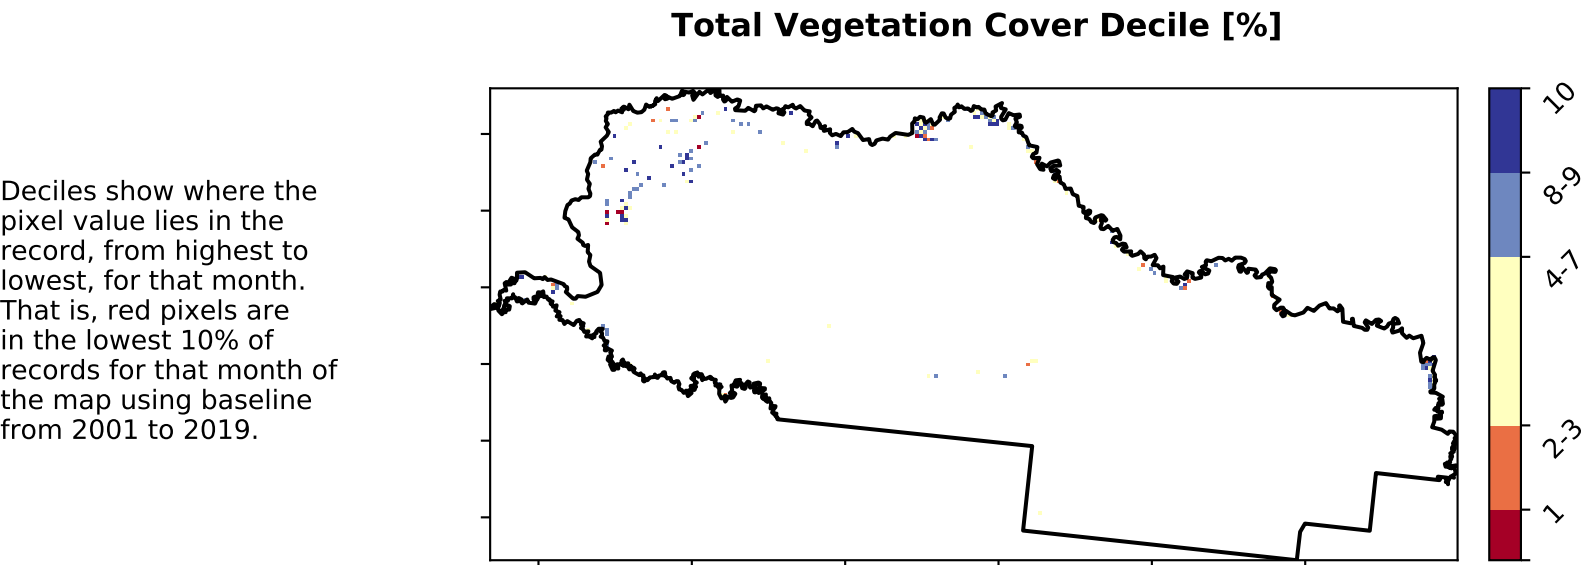 Total Vegetation Cover Decile [%]
Deciles show where the
pixel value lies in the
record, from highest to
lowest, for that month.
That is, red pixels are
in the lowest 10% of
records for that month of
the map using baseline
from 2001 to 2019.
10
8-9
4-7
2-3
1